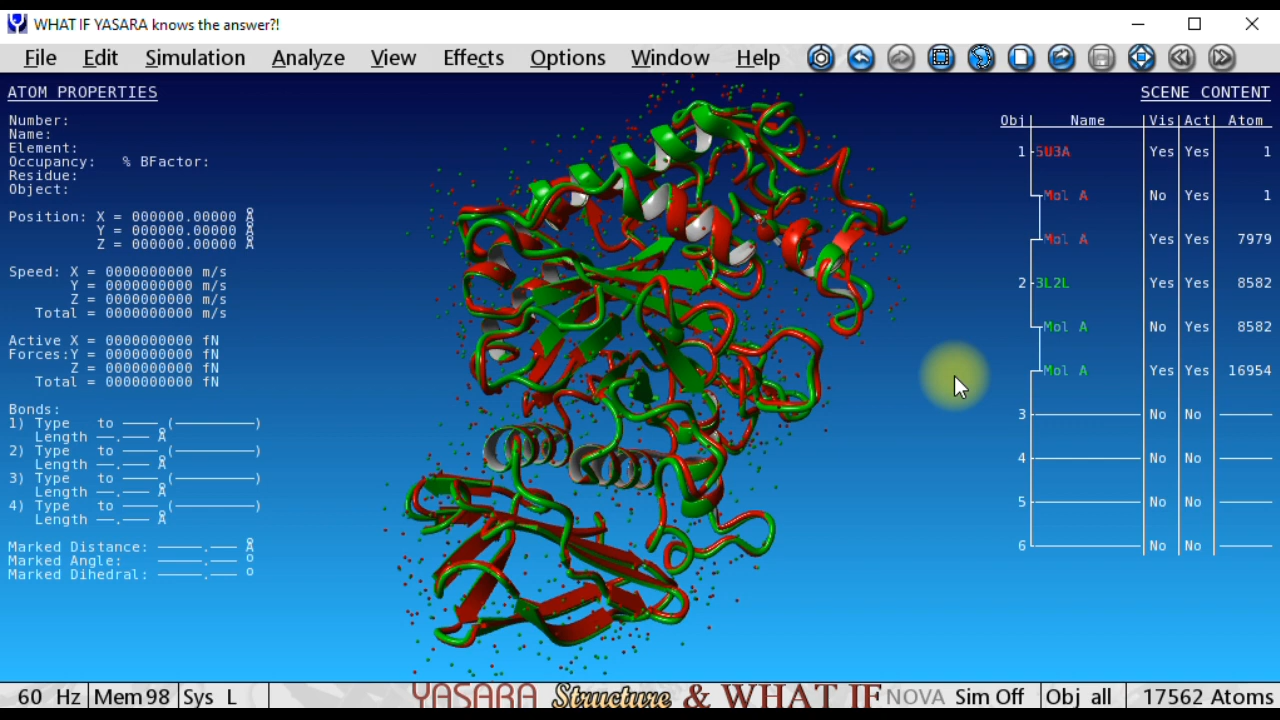 WHAT IF YASARA knows the answer?!
File Edit Simulation Analyze View Effects Options Window Help
ATOM PROPERTIES
Number:
Name:
Element:
Occupancy: % BFactor:
Residue:
Object:
Position: X = 000000.00000 Å
Y = 000000.00000 Å
Z = 000000.00000 Å
Speed: X = 0000000000 m/s
Y = 0000000000 m/s
Z = 0000000000 m/s
Total = 0000000000 m/s
Active X = 0000000000 fN
Forces:Y = 0000000000 fN
Z = 0000000000 fN
Total = 0000000000 fN
Bonds:
1) Type to ———(————————)
Length ——.——— Å
2) Type to ———(————————)
Length ——.——— Å
3) Type to ———(————————)
Length ——.——— Å
4) Type to ———(————————)
Length ——.——— Å
Marked Distance: ————.——— Å
Marked Angle: ————.——— o
Marked Dihedral: ————.——— o
SCENE CONTENT
Obj Name Vis Act Atom
1 5U3A Yes Yes 1
Mol A No Yes 1
Mol A Yes Yes 7979
2 3L2L Yes Yes 8582
Mol A No Yes 8582
Mol A Yes Yes 16954
3 No No
4 No No
5 No No
6 No No
60 Hz Mem 98 Sys L YASARA Structure & WHAT IF NOVA Sim Off Obj all 17562 Atoms